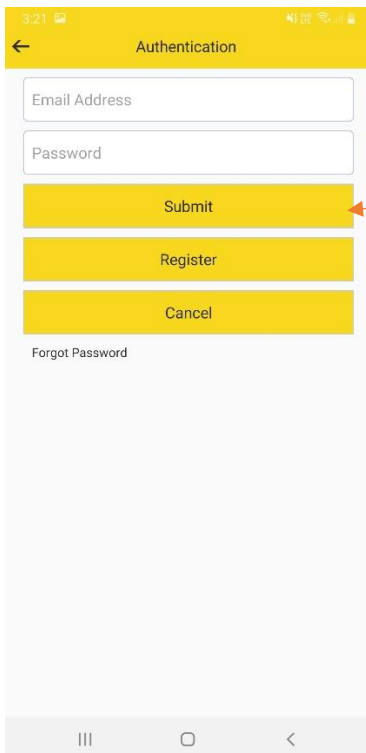 3:21
Authentication
Email Address
Password
Submit
Register
Cancel
Forgot Password